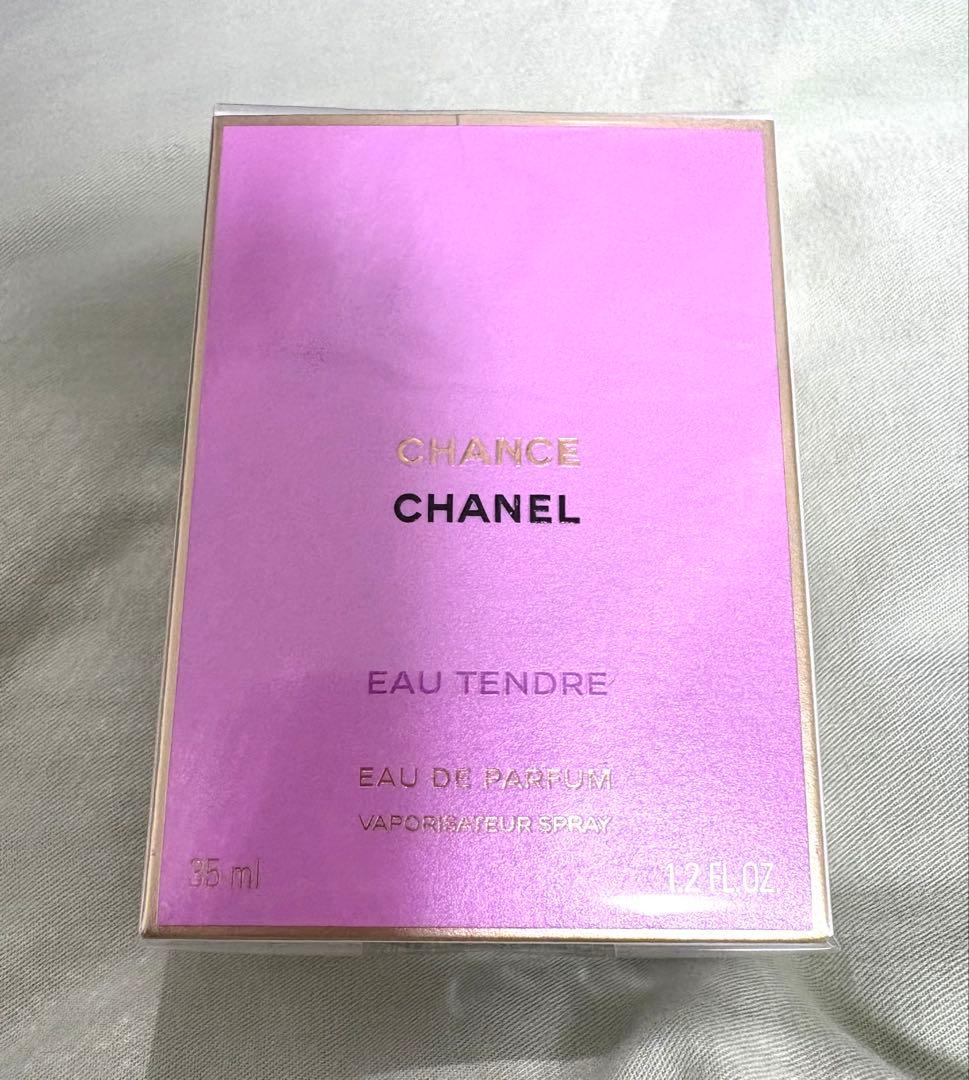 CHANCE
CHANEL
EAU TENDRE
EAU DE PARFUM
VAPORISATEUR SPRAY
35 ml
1.2 FL.OZ.